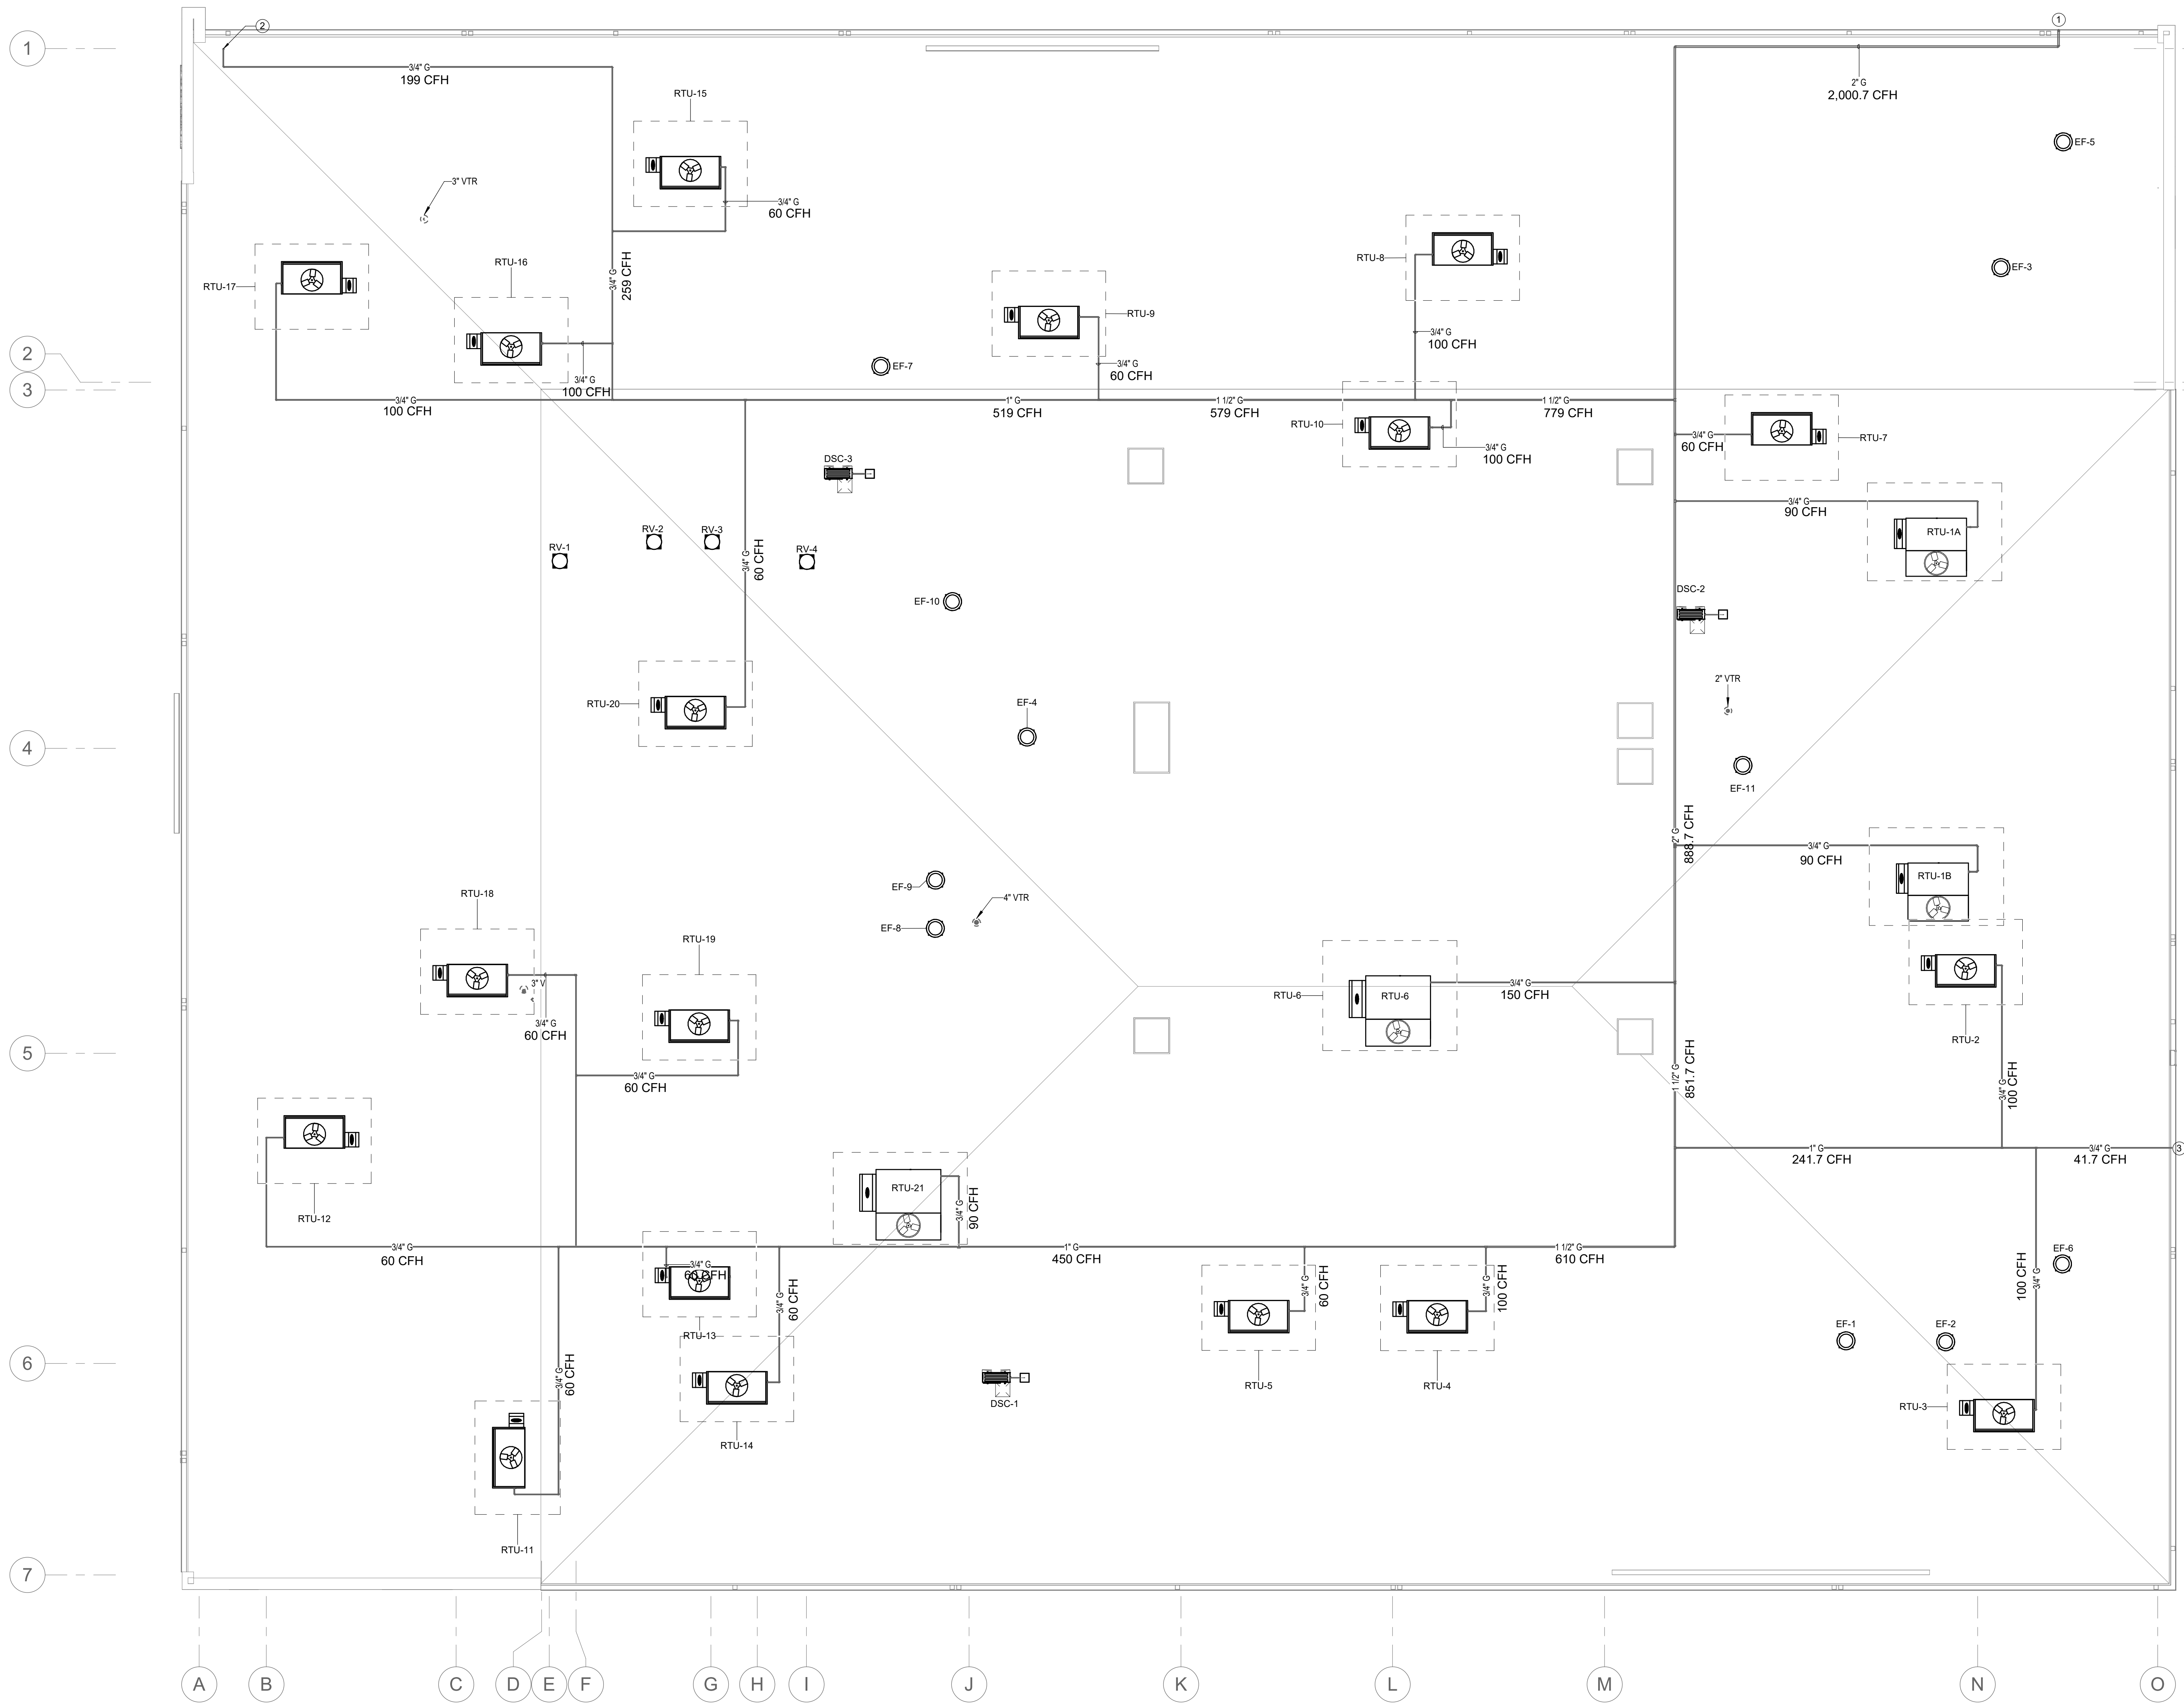 1
2
1
3/4" G
199 CFH
2" G
2,000.7 CFH
RTU-15
EF-5
3" VTR
3/4" G
60 CFH
RTU-8
RTU-16
3/4" G
259 CFH
EF-3
RTU-17
RTU-9
3/4" G
100 CFH
2
EF-7
3/4" G
60 CFH
3/4" G
100 CFH
3
3/4" G
100 CFH
1" G
519 CFH
1 1/2" G
579 CFH
1 1/2" G
779 CFH
RTU-10
3/4" G
100 CFH
3/4" G
60 CFH
RTU-7
DSC-3
3/4" G
90 CFH
RV-1
RV-2
RV-3
RV-4
3/4" G
60 CFH
RTU-1A
DSC-2
EF-10
RTU-20
EF-4
2" VTR
4
EF-11
2" G
888.7 CFH
3/4" G
90 CFH
RTU-1B
RTU-18
EF-9
EF-8
4" VTR
RTU-19
3" V
3/4" G
60 CFH
RTU-6
RTU-6
3/4" G
150 CFH
RTU-2
5
3/4" G
60 CFH
1 1/2" G
851.7 CFH
3/4" G
100 CFH
1" G
241.7 CFH
3/4" G
41.7 CFH
3
RTU-12
RTU-21
3/4" G
90 CFH
3/4" G
60 CFH
1" G
450 CFH
1 1/2" G
610 CFH
EF-6
3/4" G
60 CFH
3/4" G
60 CFH
3/4" G
60 CFH
3/4" G
100 CFH
100 CFH
3/4" G
RTU-13
EF-1
EF-2
6
3/4" G
60 CFH
RTU-5
RTU-4
DSC-1
RTU-3
RTU-14
RTU-11
7
A
B
C
D
E
F
G
H
I
J
K
L
M
N
O